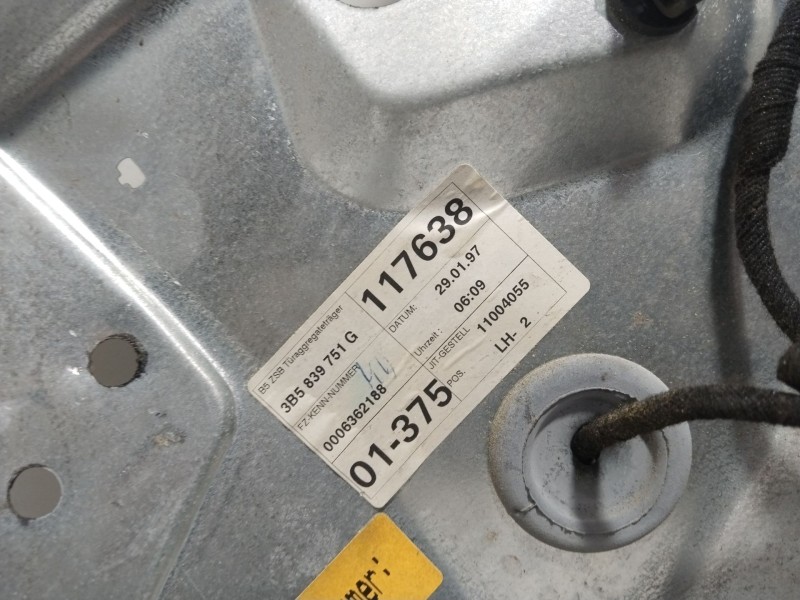 B5 ZSB Türaggregateträger
3B5 839 751 G
117638
FZ-KENN-NUMMER
0006362188
DATUM: 29.01.97
Uhrzeit: 06:09
01-375
JIT-GESTELL 11004055
POS. LH- 2
mer: